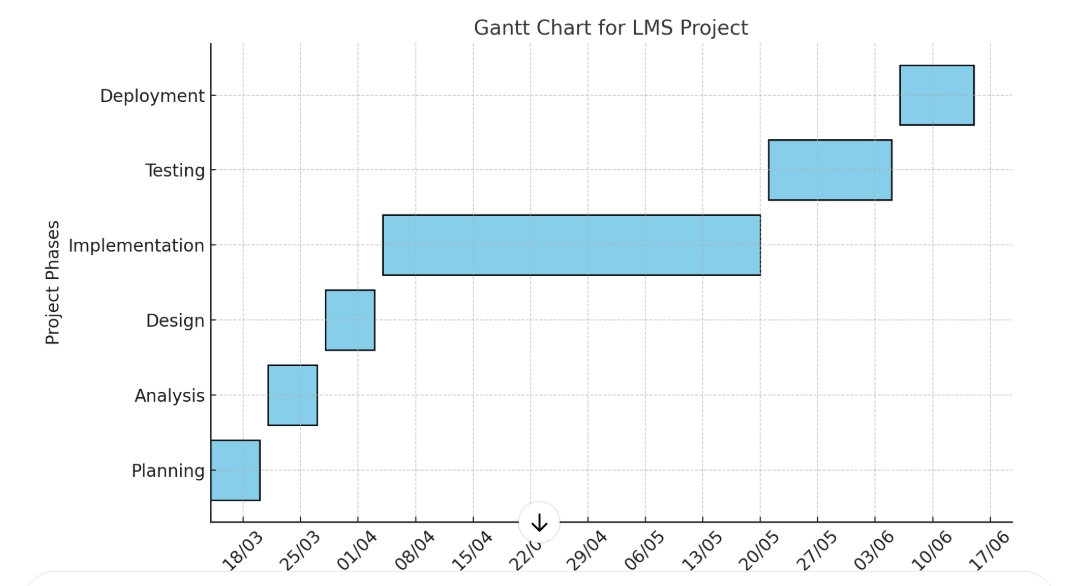 Gantt Chart for LMS Project
Project Phases
Deployment
Testing
Implementation
Design
Analysis
Planning
18/03
25/03
01/04
08/04
15/04
29/04
06/05
13/05
20/05
27/05
03/06
10/06
17/06